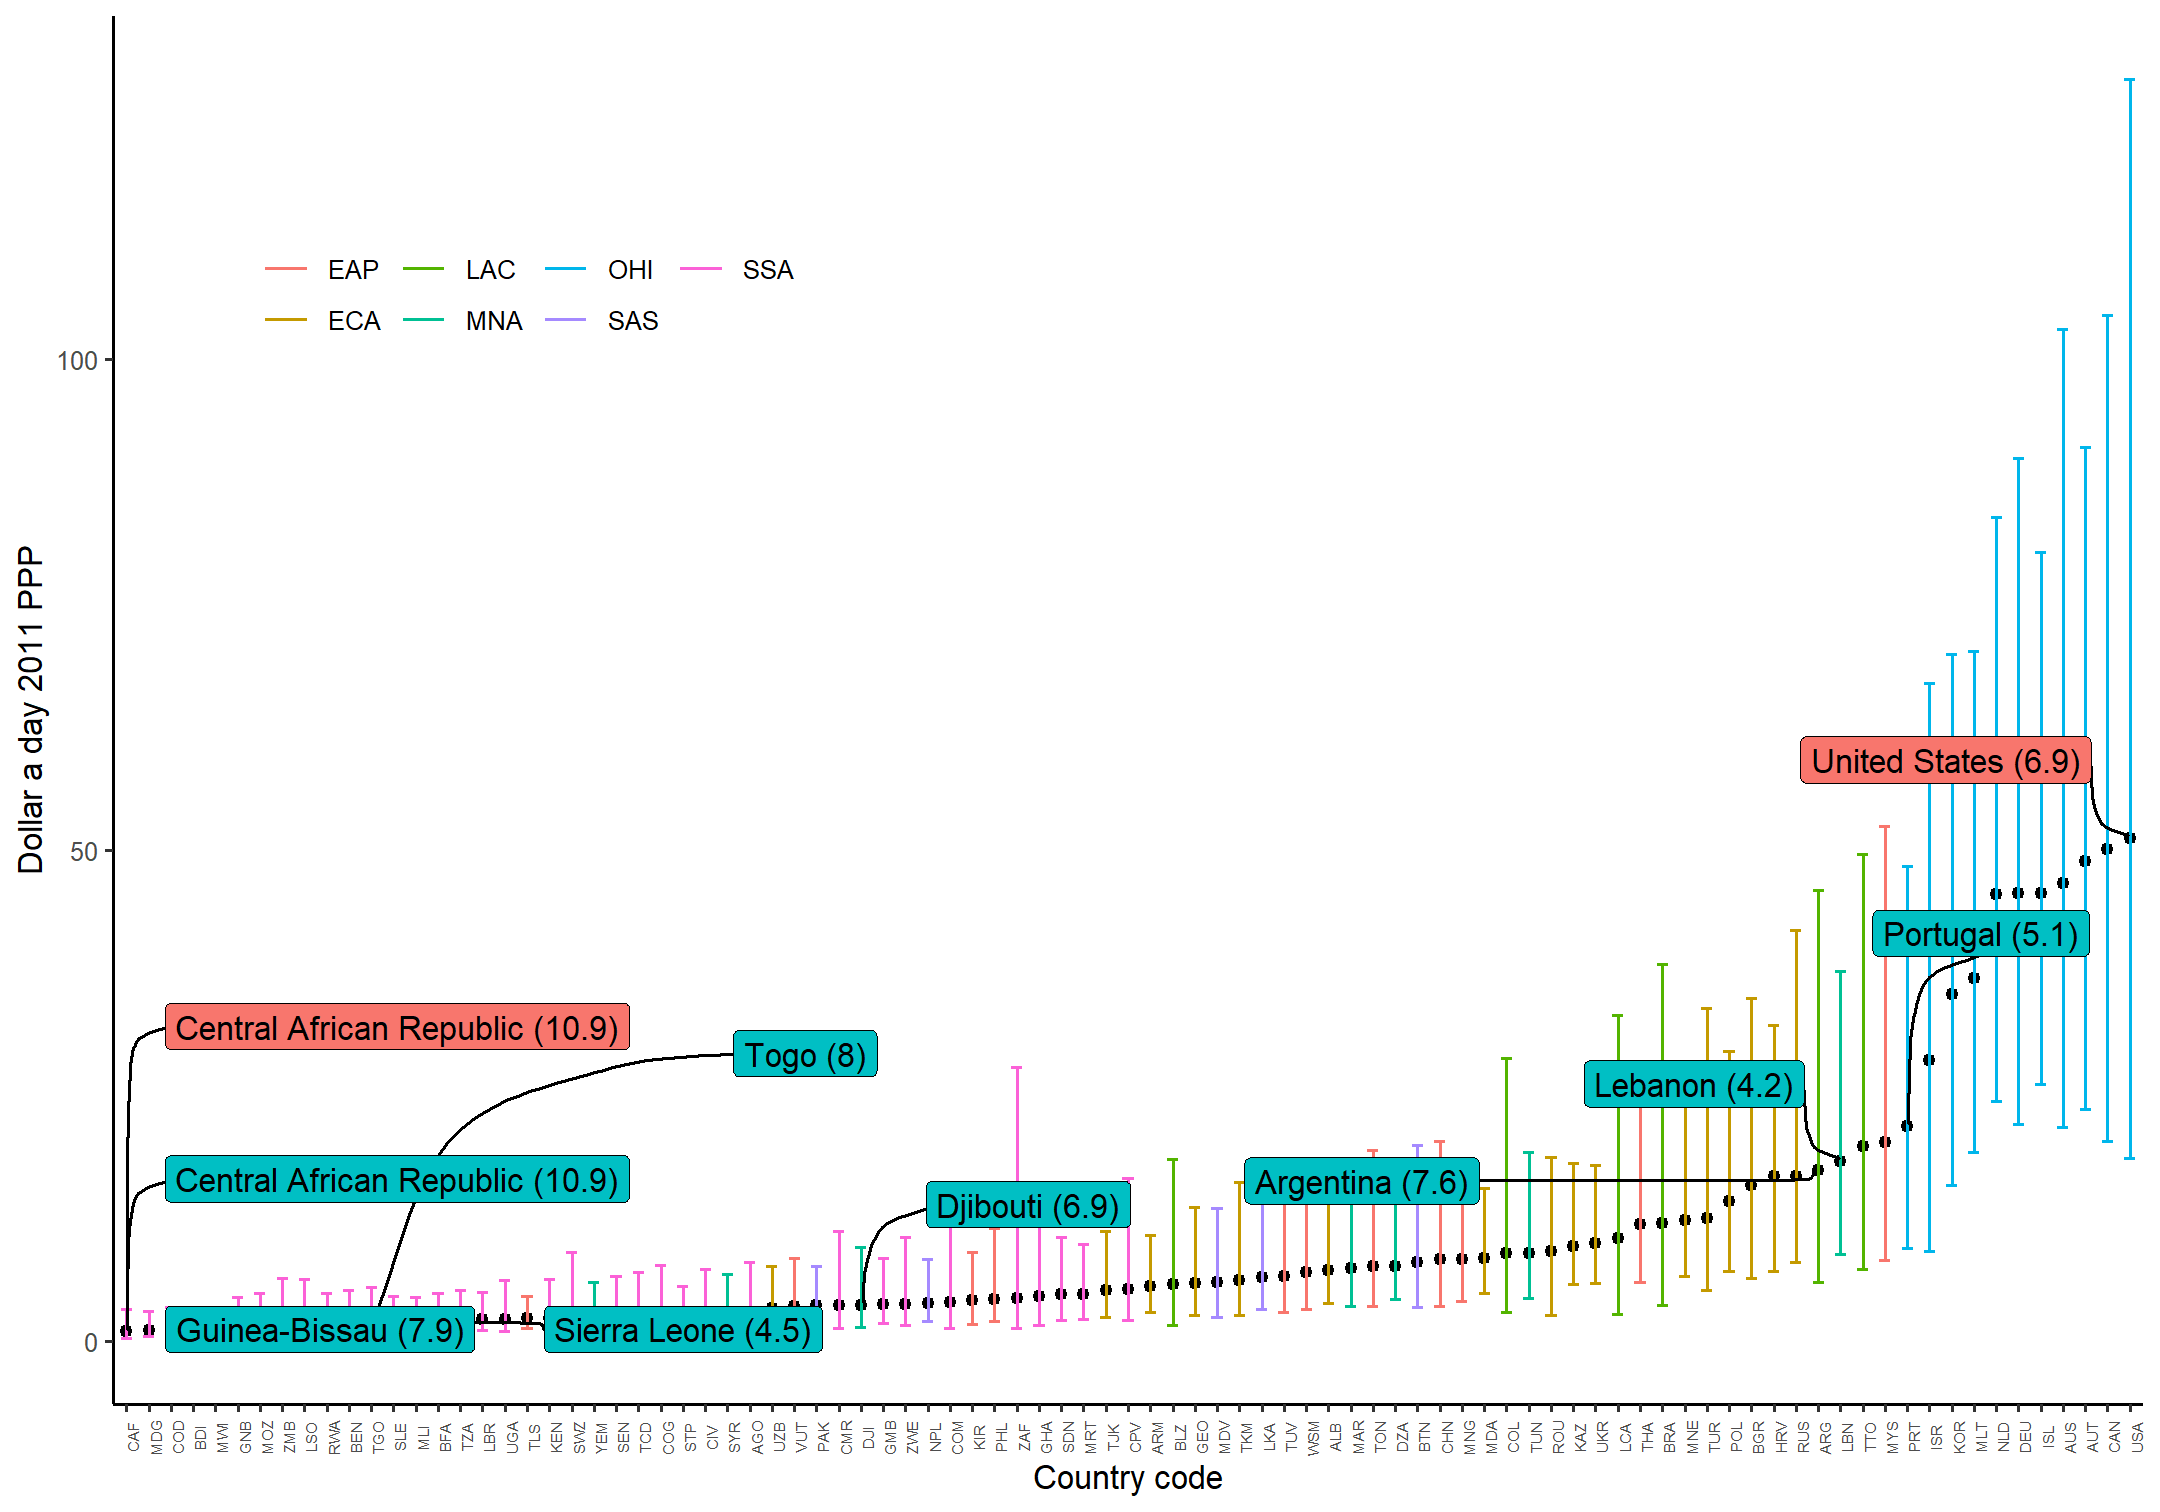 EAP LAC OHI SSA
ECA MNA SAS
100
50
0
Dollar a day 2011 PPP
United States (6.9)
Portugal (5.1)
Central African Republic (10.9)
Togo (8)
Lebanon (4.2)
Central African Republic (10.9)
Argentina (7.6)
Djibouti (6.9)
Guinea-Bissau (7.9)
Sierra Leone (4.5)
CAF MDG COD BDI MWI GNB MOZ ZMB LSO RWA BEN TGO SLE MLI BFA TZA LBR UGA TLS KEN SWZ YEM SEN TCD COG STP CIV SYR AGO UZB VUT PAK CMR DJI GMB ZWE NPL COM KIR PHL ZAF GHA SDN MRT TJK CPV ARM BLZ GEO MDV TKM LKA TUV WSM ALB MAR TON DZA BTN CHN MNG MDA COL TUN ROU KAZ UKR LCA THA BRA MNE TUR POL BGR HRV RUS ARG LBN TTO MYS PRT ISR KOR MLT NLD DEU ISL AUS AUT CAN USA
Country code